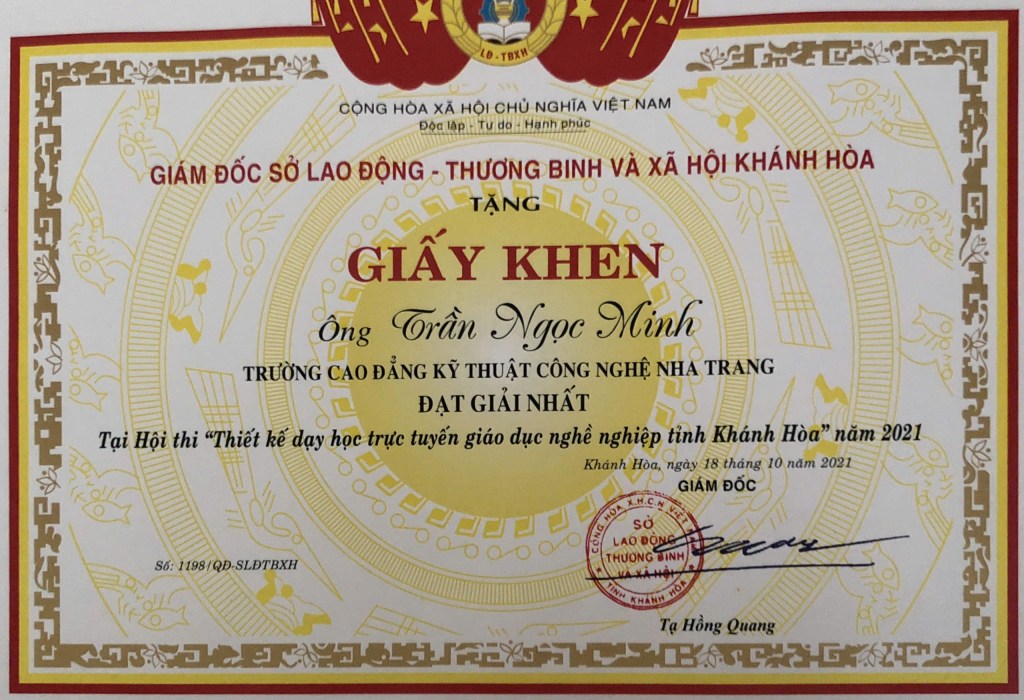 LĐ - TBXH
CỘNG HÒA XÃ HỘI CHỦ NGHĨA VIỆT NAM
Độc lập - Tự do - Hạnh phúc
GIÁM ĐỐC SỞ LAO ĐỘNG - THƯƠNG BINH VÀ XÃ HỘI KHÁNH HÒA
TẶNG
GIẤY KHEN
Ông Trần Ngọc Minh
TRƯỜNG CAO ĐẲNG KỸ THUẬT CÔNG NGHỆ NHA TRANG
ĐẠT GIẢI NHẤT
Tại Hội thi “Thiết kế dạy học trực tuyến giáo dục nghề nghiệp tỉnh Khánh Hòa” năm 2021
Khánh Hòa, ngày 18 tháng 10 năm 2021
GIÁM ĐỐC
CỘNG HÒA X.H.C.N VIỆT NAM
SỞ
LAO ĐỘNG
THƯƠNG BINH
VÀ XÃ HỘI
TỈNH KHÁNH HÒA
Số: 1198/QĐ-SLĐTBXH
Tạ Hồng Quang